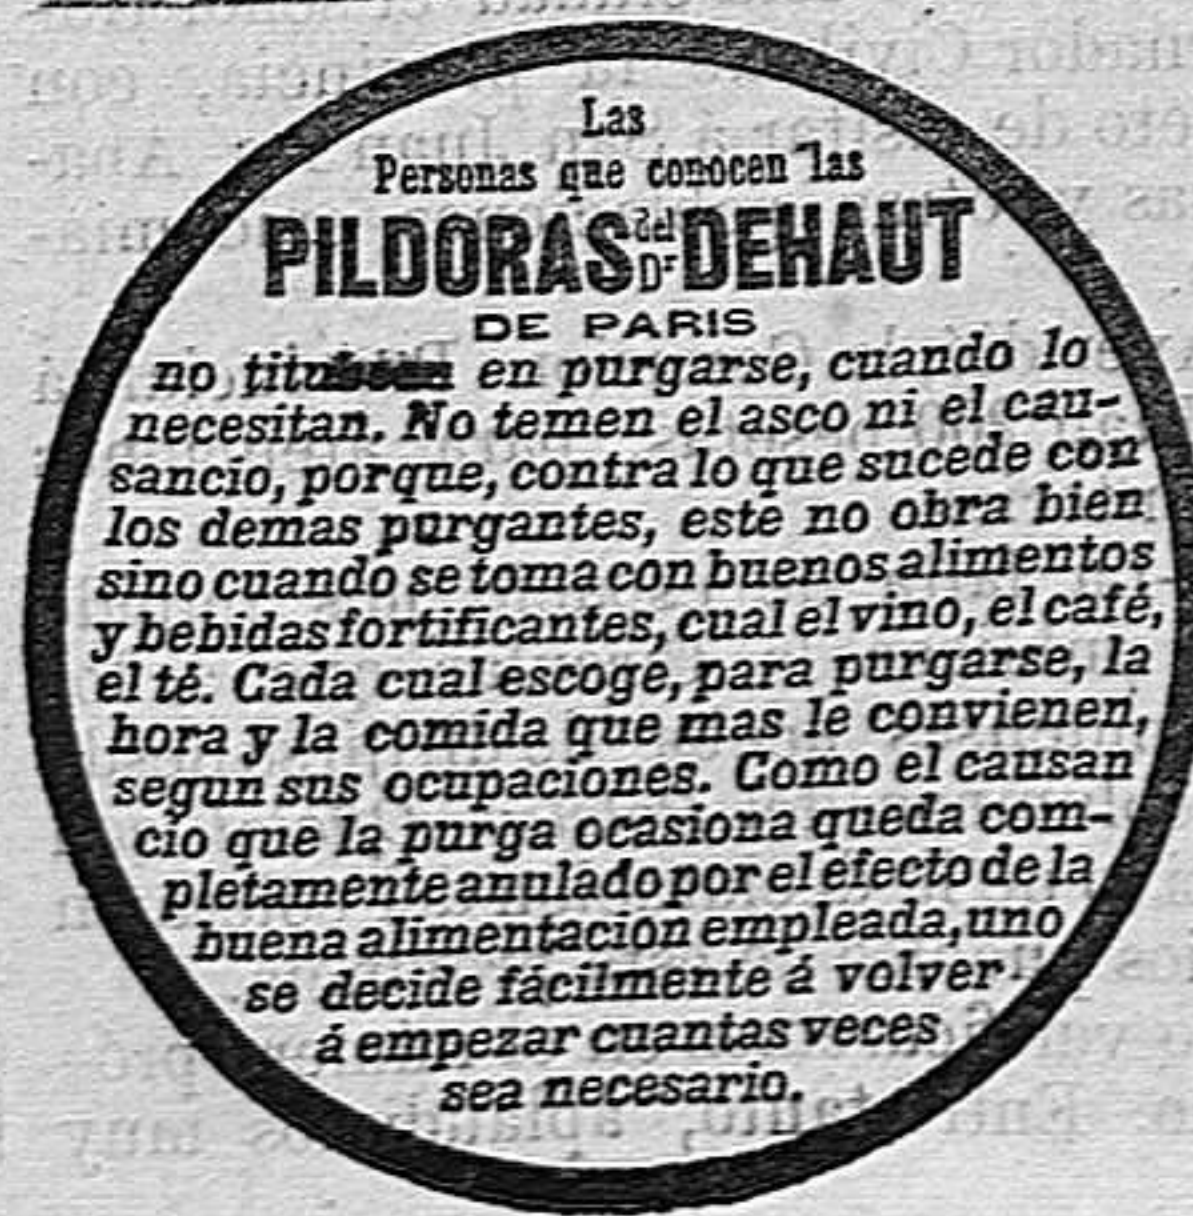 Las
Personas que conocen las
PILDORAS del Dr DEHAUT
DE PARIS
no en purgarse, cuando lo
necesitan. No temen el asco ni el cau-
sancio, porque, contra lo que sucede con
los demas purgantes, este no obra bien
sino cuando se toma con buenos alimentos
y bebidas fortificantes, cual el vino, el café,
el té. Cada cual escoge, para purgarse, la
hora y la comida que mas le convienen,
segun sus ocupaciones. Como el causan
cio que la purga ocasiona queda com-
pletamente anulado por el efecto de la
buena alimentación empleada, uno
se decide fácilmente á volver
á empezar cuantas veces
sea necesario.